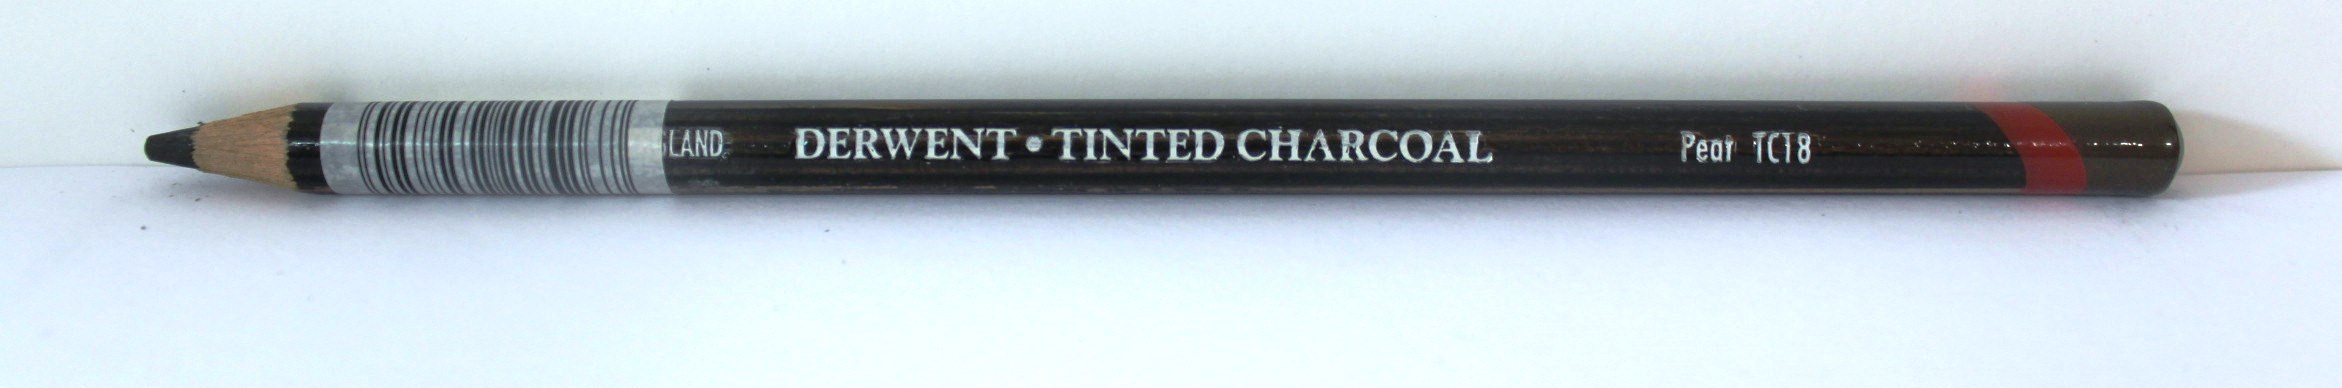 LAND DERWENT • TINTED CHARCOAL Peat TC18